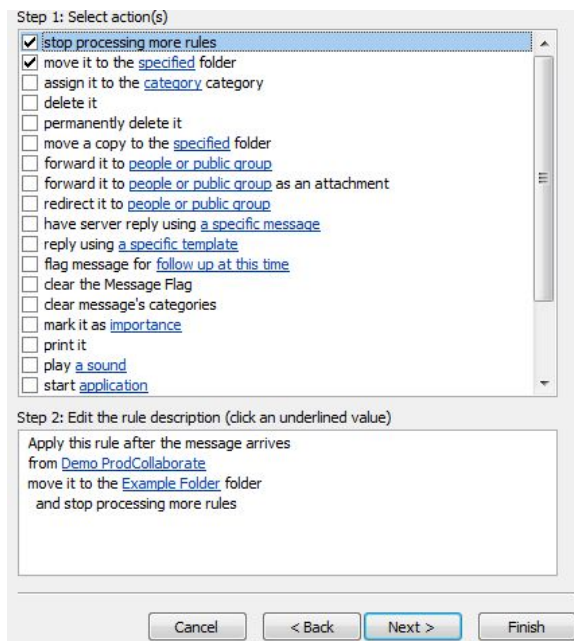 Step 1: Select action(s)
stop processing more rules
move it to the specified folder
assign it to the category category
delete it
permanently delete it
move a copy to the specified folder
forward it to people or public group
forward it to people or public group as an attachment
redirect it to people or public group
have server reply using a specific message
reply using a specific template
flag message for follow up at this time
clear the Message Flag
clear message's categories
mark it as importance
print it
play a sound
start application
Step 2: Edit the rule description (click an underlined value)
Apply this rule after the message arrives
from Demo ProdCollaborate
move it to the Example Folder folder
and stop processing more rules
Cancel < Back Next > Finish